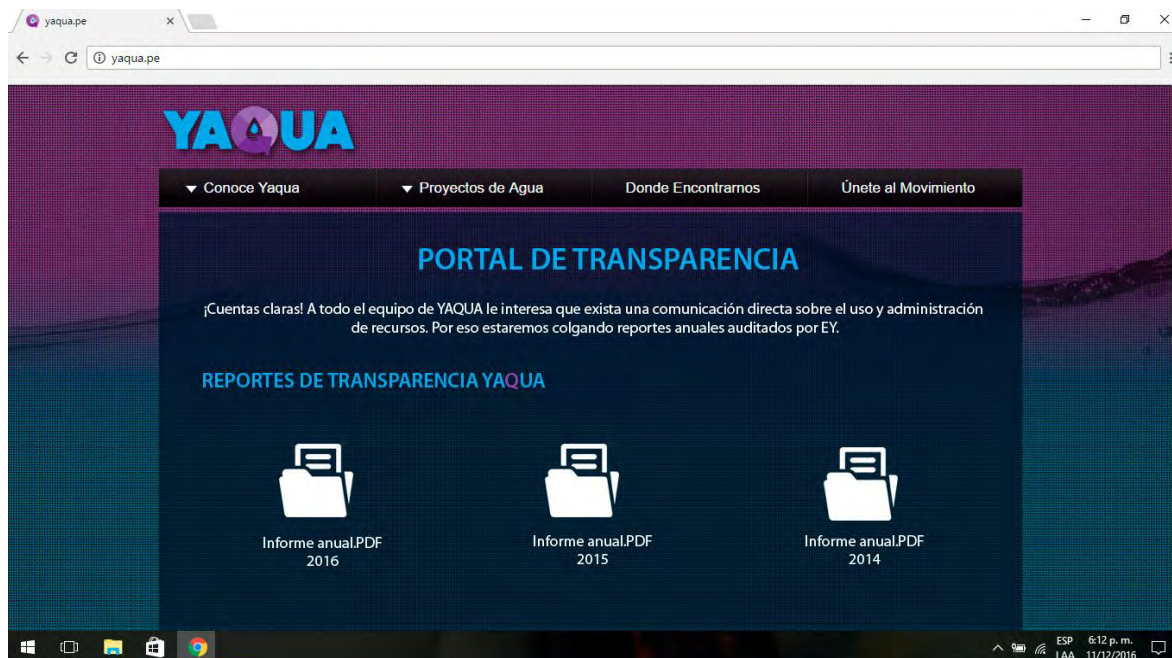 yaqua.pe
yaqua.pe
YAQUA
Conoce Yaqua
Proyectos de Agua
Donde Encontrarnos
Únete al Movimiento
PORTAL DE TRANSPARENCIA
¡Cuentas claras! A todo el equipo de YAQUA le interesa que exista una comunicación directa sobre el uso y administración
de recursos. Por eso estaremos colgando reportes anuales auditados por EY.
REPORTES DE TRANSPARENCIA YAQUA
Informe anual.PDF
2016
Informe anual.PDF
2015
Informe anual.PDF
2014
ESP 6:12 p. m.
LAA 11/12/2016